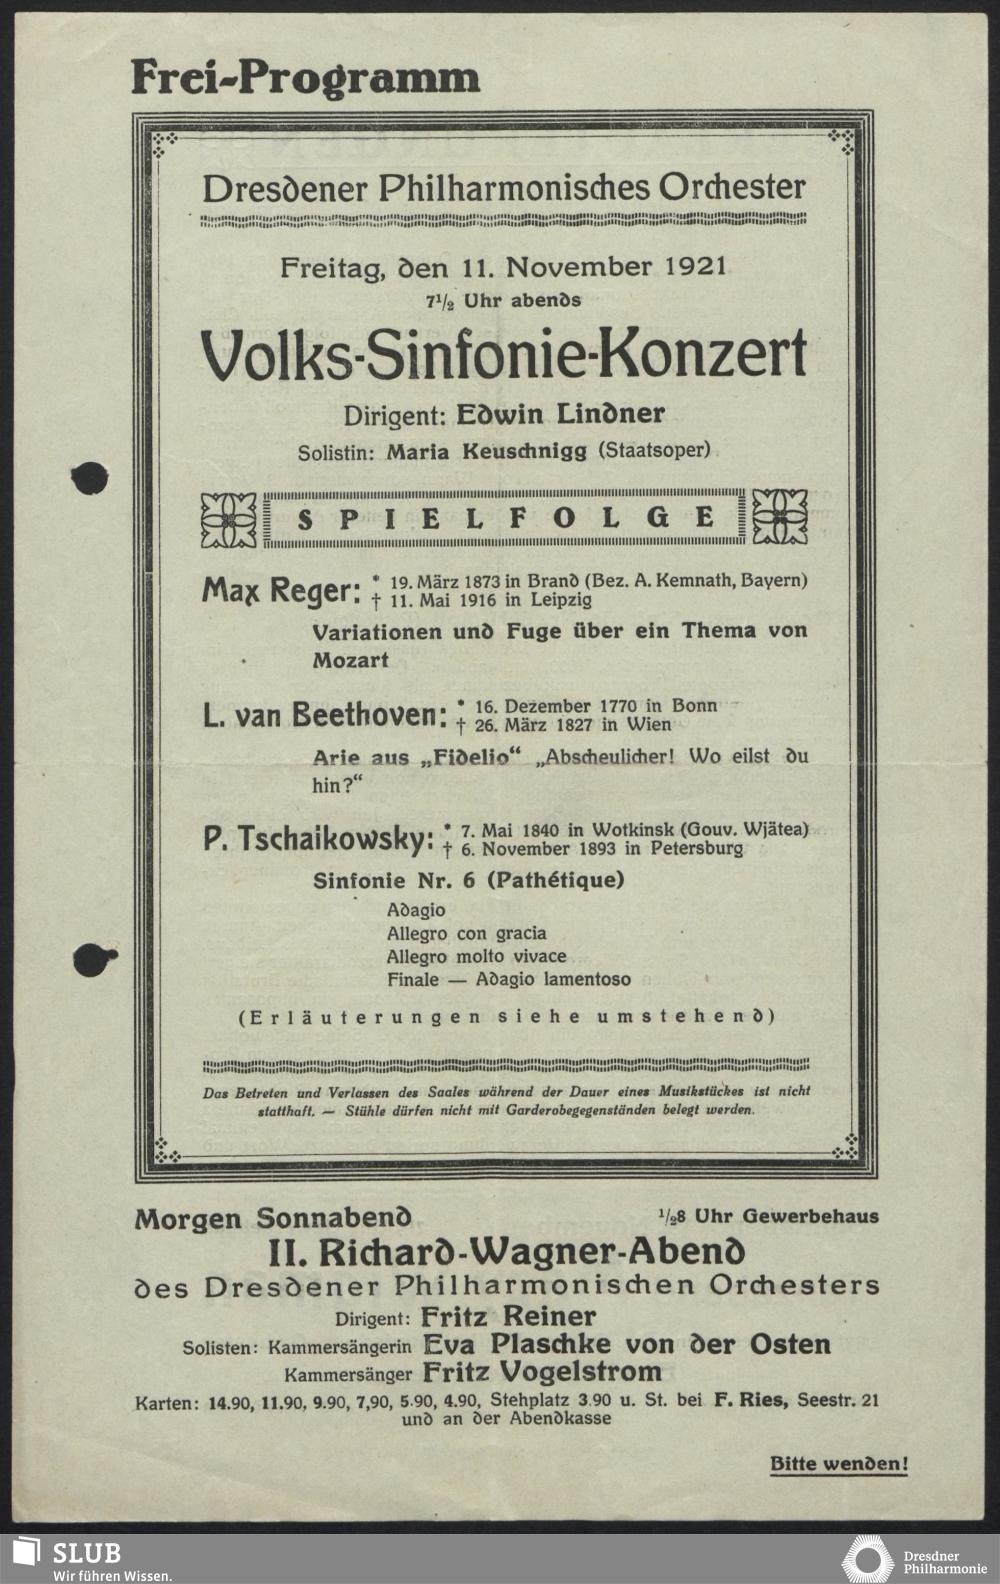 Frei-Programm
Dresdener Philharmonisches Orchester
Freitag, den 11. November 1921
7½ Uhr abends
Volks-Sinfonie-Konzert
Dirigent: Edwin Lindner
Solistin: Maria Keuschnigg (Staatsoper)
SPIELFOLGE
Max Reger: * 19. März 1873 in Brand (Bez. A. Kemnath, Bayern)
† 11. Mai 1916 in Leipzig
Variationen und Fuge über ein Thema von
Mozart
L. van Beethoven: * 16. Dezember 1770 in Bonn
† 26. März 1827 in Wien
Arie aus „Fidelio“ „Abscheulicher! Wo eilst du
hin?“
P. Tschaikowsky: * 7. Mai 1840 in Wotkinsk (Gouv. Wjätea)
† 6. November 1893 in Petersburg
Sinfonie Nr. 6 (Pathétique)
Adagio
Allegro con gracia
Allegro molto vivace
Finale — Adagio lamentoso
(Erläuterungen siehe umstehend)
Das Betreten und Verlassen des Saales während der Dauer eines Musikstückes ist nicht
statthaft. — Stühle dürfen nicht mit Garderobegegenständen belegt werden.
Morgen Sonnabend ½8 Uhr Gewerbehaus
II. Richard-Wagner-Abend
des Dresdener Philharmonischen Orchesters
Dirigent: Fritz Reiner
Solisten: Kammersängerin Eva Plaschke von der Osten
Kammersänger Fritz Vogelstrom
Karten: 14.90, 11.90, 9.90, 7,90, 5.90, 4.90, Stehplatz 3.90 u. St. bei F. Ries, Seestr. 21
und an der Abendkasse
Bitte wenden!
SLUB
Wir führen Wissen.
Dresdner
Philharmonie